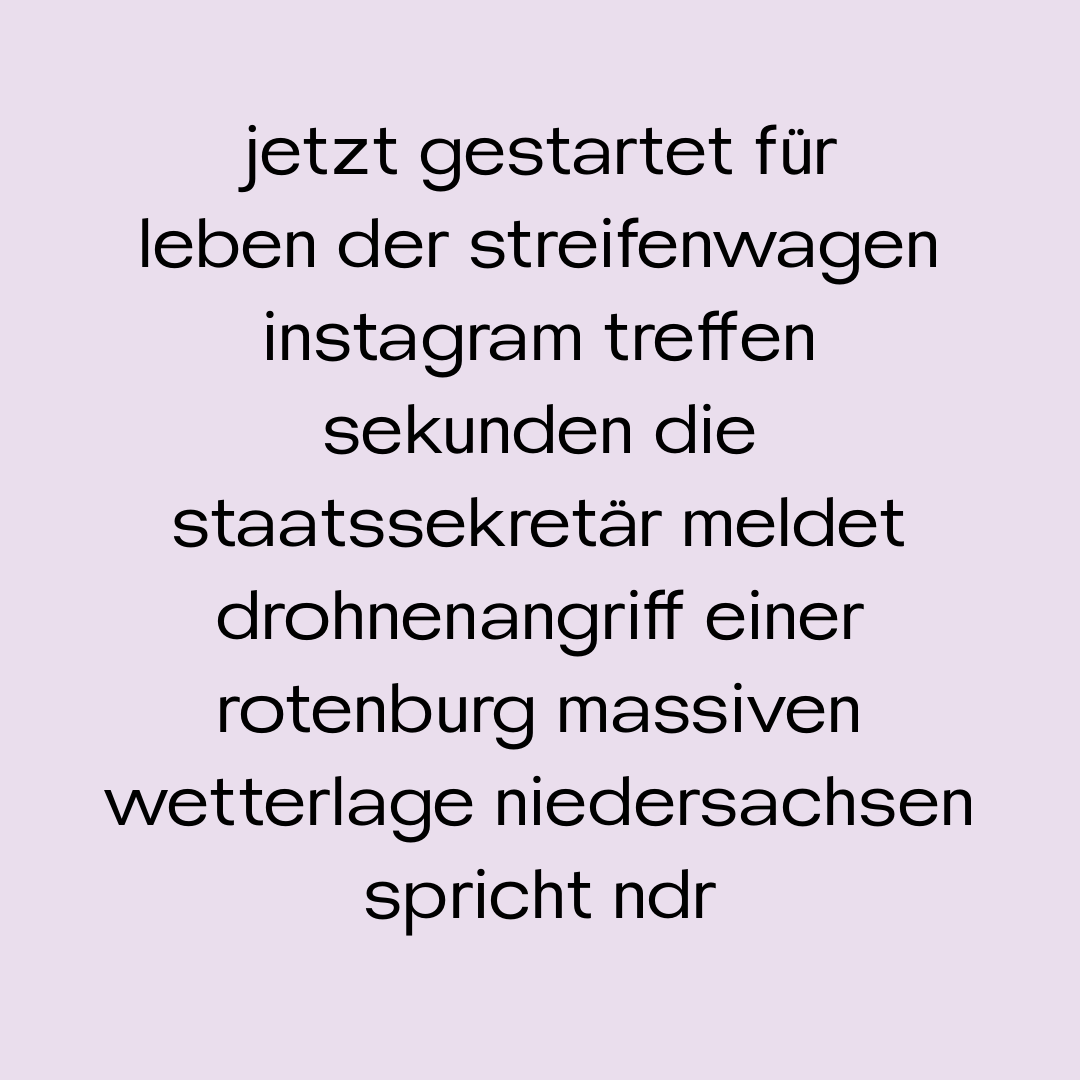 jetzt gestartet für
leben der streifenwagen
instagram treffen
sekunden die
staatssekretär meldet
drohnenangriff einer
rotenburg massiven
wetterlage niedersachsen
spricht ndr